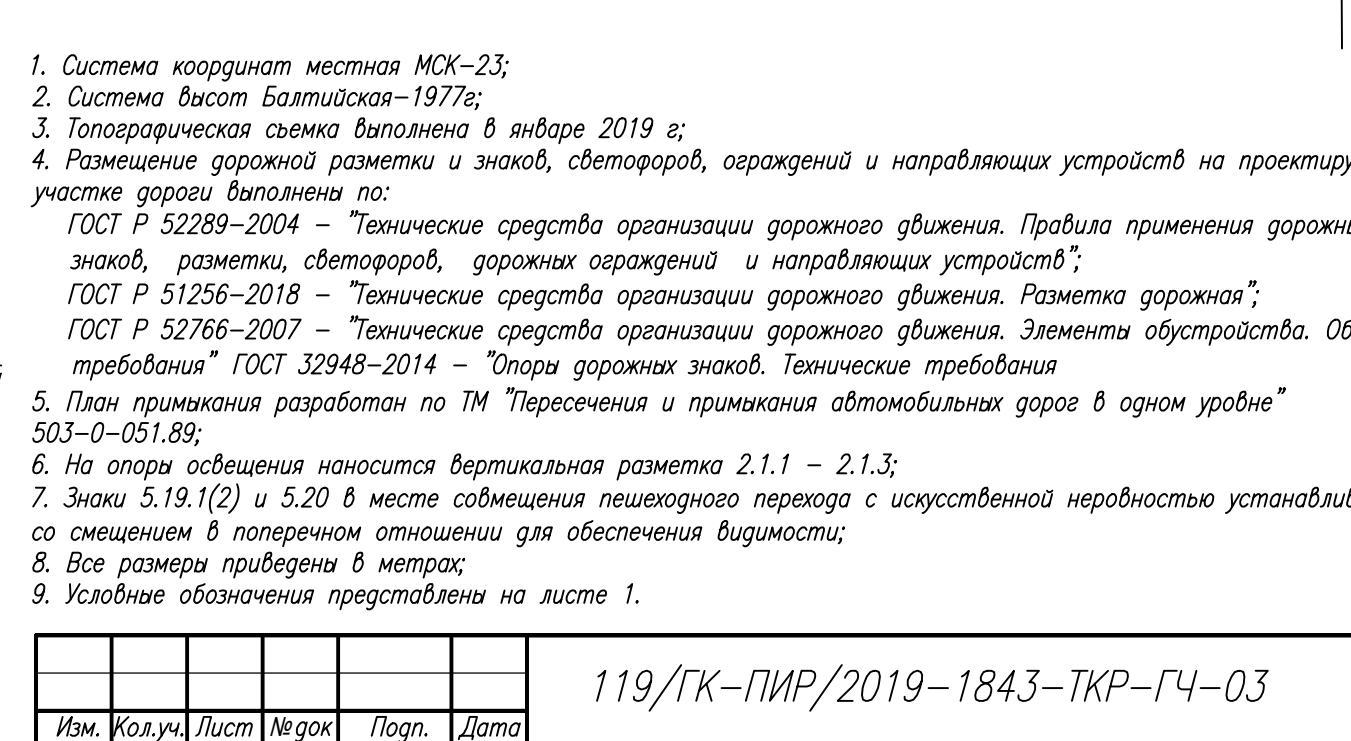 1. Система координат местная МСК-23;
2. Система высот Балтийская-1977г;
3. Топографическая съемка выполнена в январе 2019 г;
4. Размещение дорожной разметки и знаков, светофоров, ограждений и направляющих устройств на проектиру
участке дороги выполнены по:
ГОСТ Р 52289-2004 - "Технические средства организации дорожного движения. Правила применения дорожны
знаков, разметки, светофоров, дорожных ограждений и направляющих устройств";
ГОСТ Р 51256-2018 - "Технические средства организации дорожного движения. Разметка дорожная";
ГОСТ Р 52766-2007 - "Технические средства организации дорожного движения. Элементы обустройства. Об
требования" ГОСТ 32948-2014 - "Опоры дорожных знаков. Технические требования
5. План примыкания разработан по ТМ "Пересечения и примыкания автомобильных дорог в одном уровне"
503-0-051.89;
6. На опоры освещения наносится вертикальная разметка 2.1.1 - 2.1.3;
7. Знаки 5.19.1(2) и 5.20 в месте совмещения пешеходного перехода с искусственной неровностью устанавлив
со смещением в поперечном отношении для обеспечения видимости;
8. Все размеры приведены в метрах;
9. Условные обозначения представлены на листе 1.
119/ГК-ПИР/2019-1843-ТКР-ГЧ-03
Изм. Кол.уч. Лист №док Подп. Дата